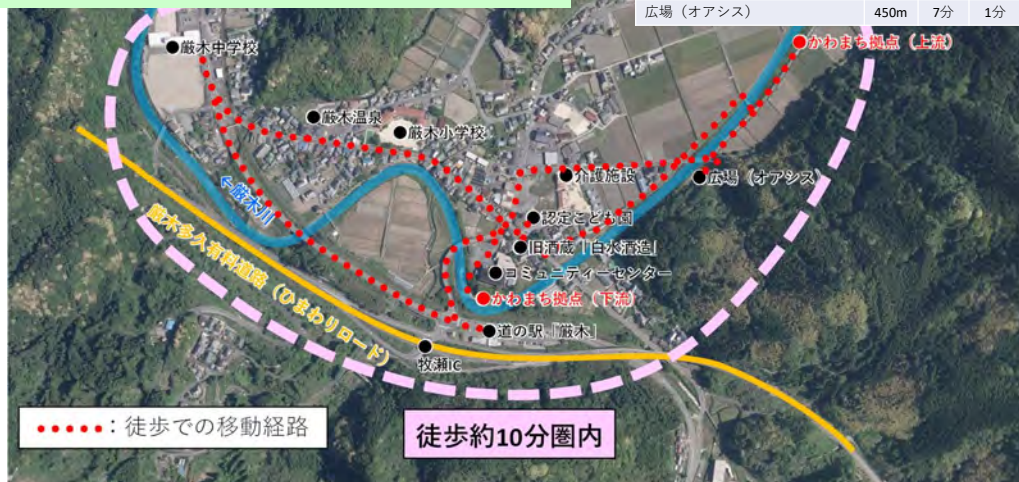 広場（オアシス） 450m 7分 1分
かわまち拠点（上流）
厳木中学校
厳木温泉
厳木小学校
介護施設
広場（オアシス）
←厳木川
認定こども園
厳木多久有料道路（ひまわりロード）
旧酒蔵「白水酒造」
コミュニティーセンター
かわまち拠点（下流）
道の駅「厳木」
牧瀬IC
：徒歩での移動経路
徒歩約10分圏内